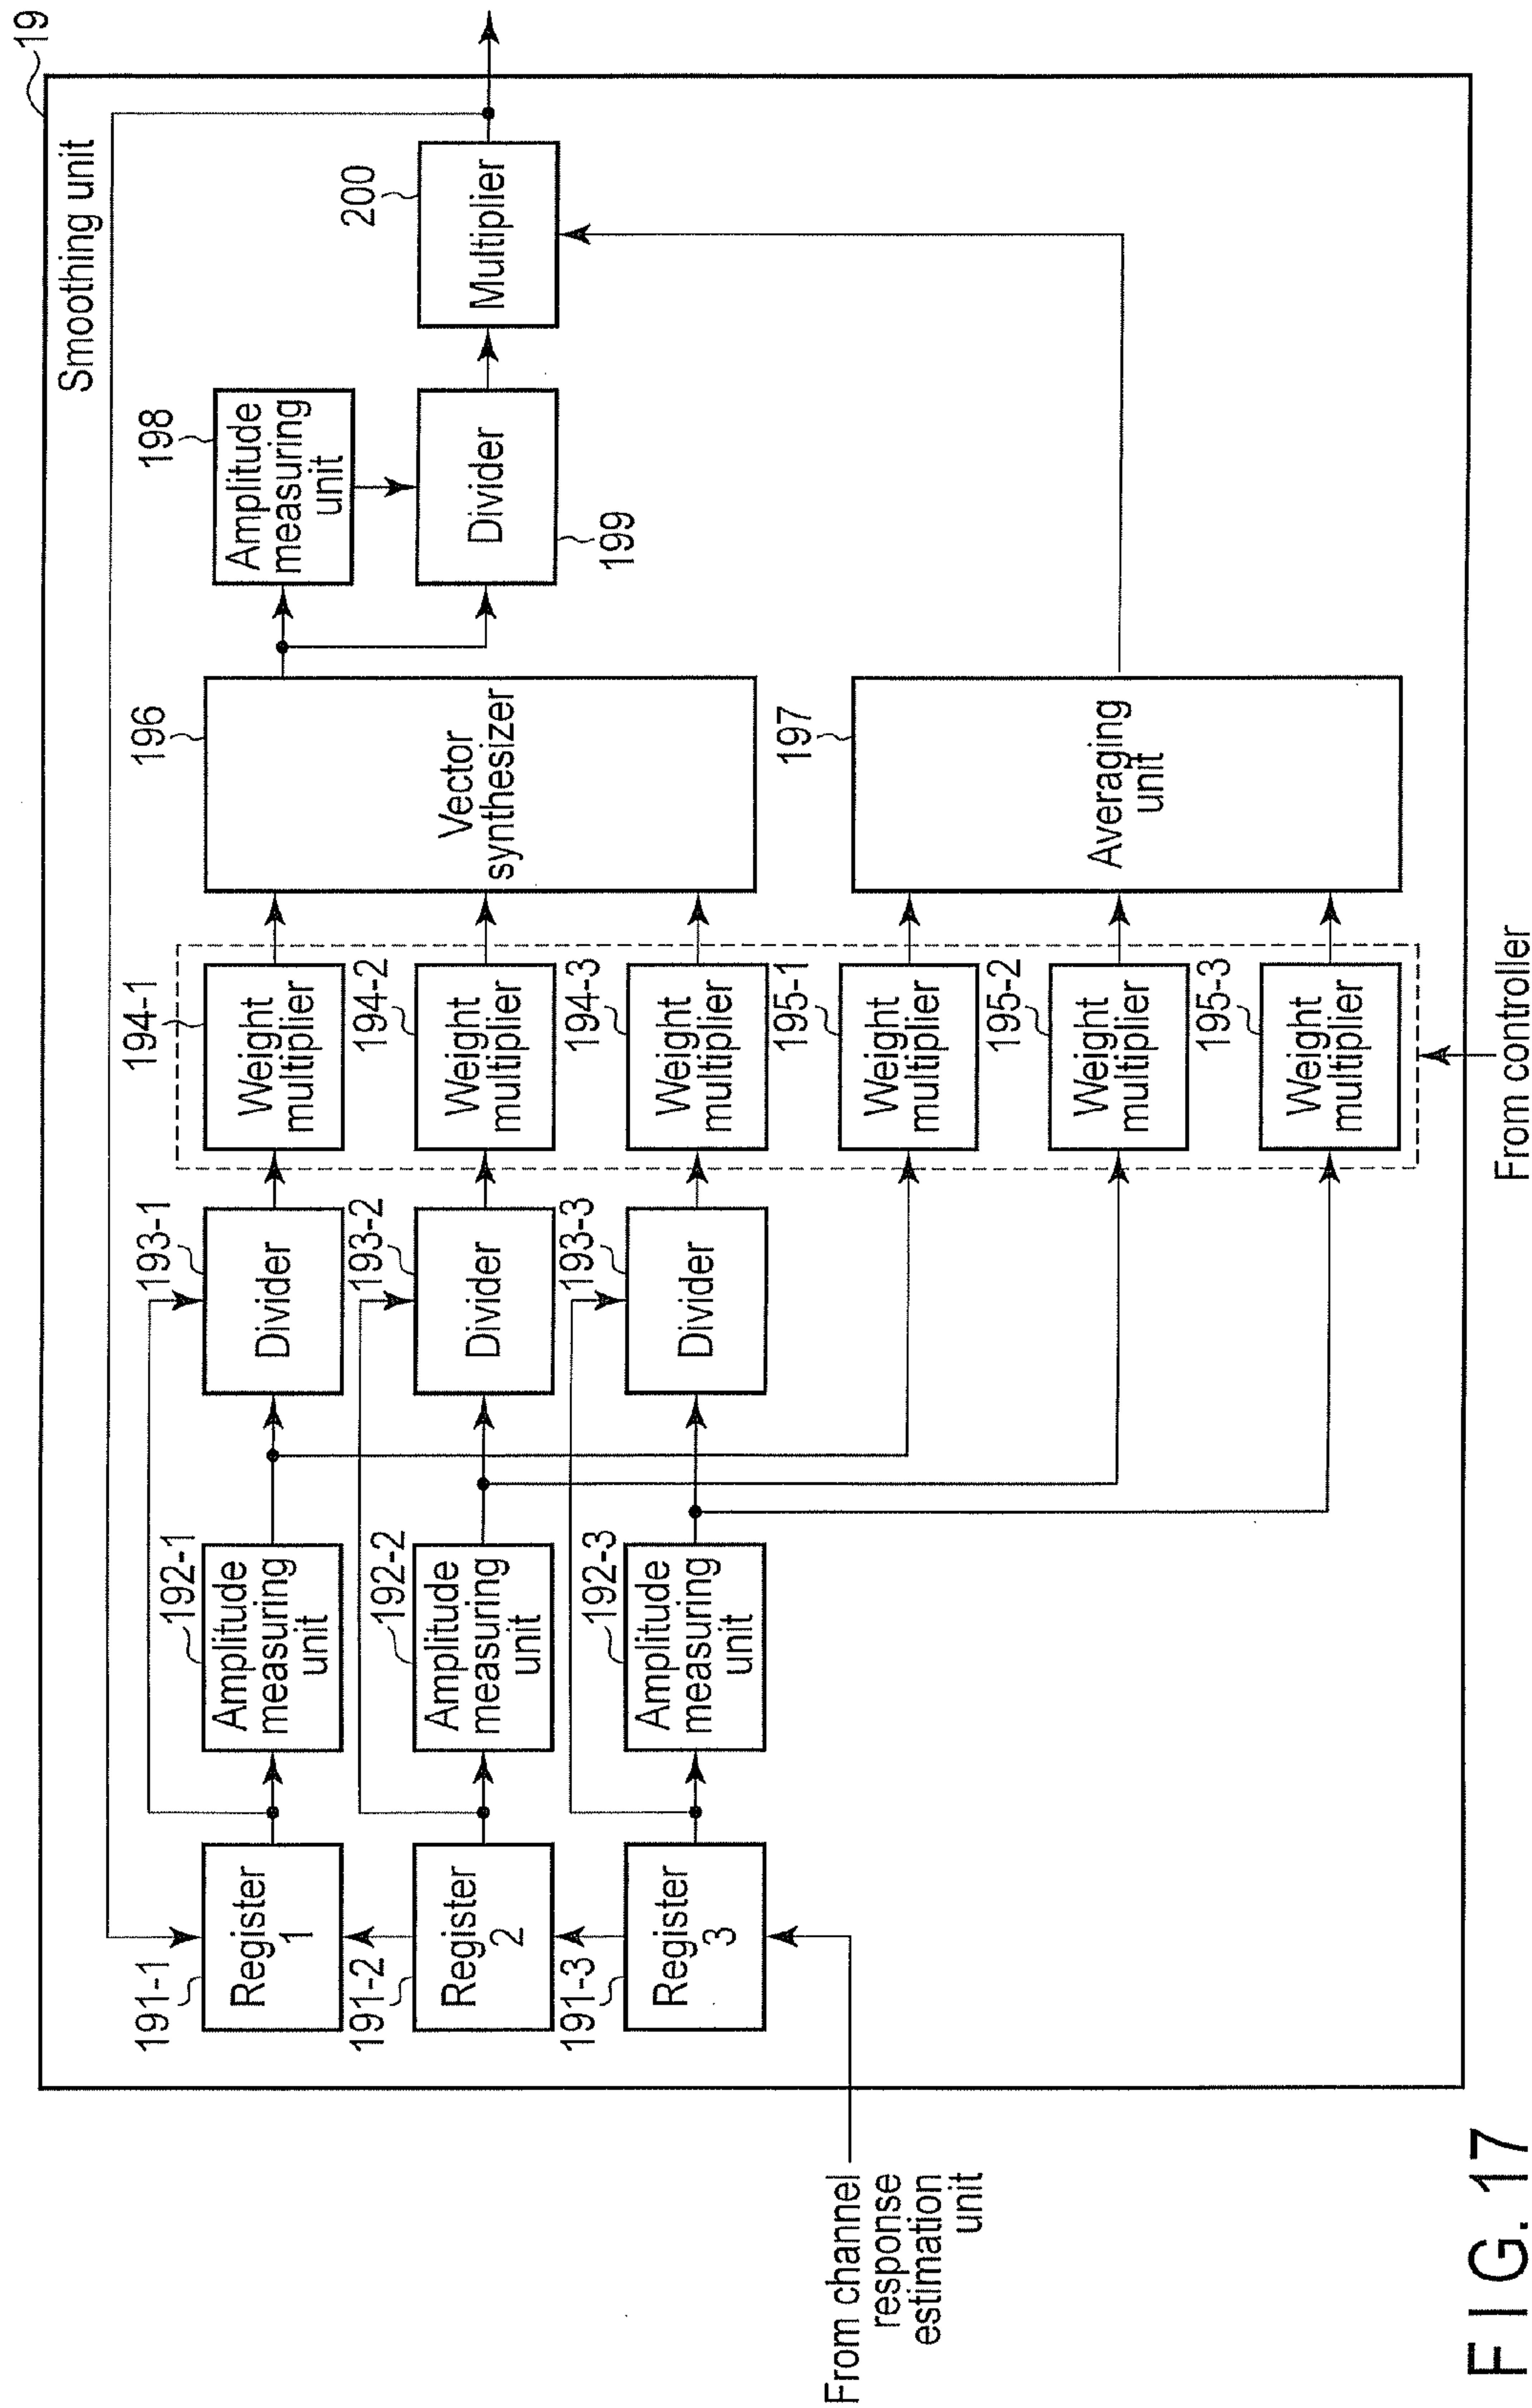 19
Smoothing unit
191-1
Register
1
191-2
Register
2
191-3
Register
3
192-1
Amplitude
measuring
unit
192-2
Amplitude
measuring
unit
192-3
Amplitude
measuring
unit
193-1
Divider
193-2
Divider
193-3
Divider
194-1
Weight
multiplier
194-2
Weight
multiplier
194-3
Weight
multiplier
195-1
Weight
multiplier
195-2
Weight
multiplier
195-3
Weight
multiplier
196
Vector
synthesizer
197
Averaging
unit
198
Amplitude
measuring
unit
Divider
199
200
Multiplier
From channel
response
estimation
unit
From controller
FIG. 17